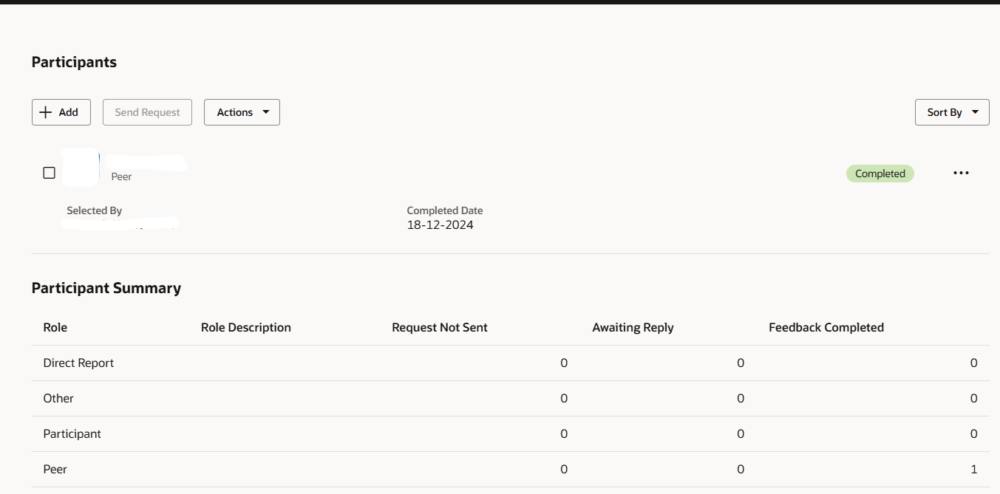 Participants
Add Send Request Actions Sort By
Peer
Completed
Selected By Completed Date
18-12-2024
Participant Summary
Role Role Description Request Not Sent Awaiting Reply Feedback Completed
Direct Report 0 0 0
Other 0 0 0
Participant 0 0 0
Peer 0 0 1